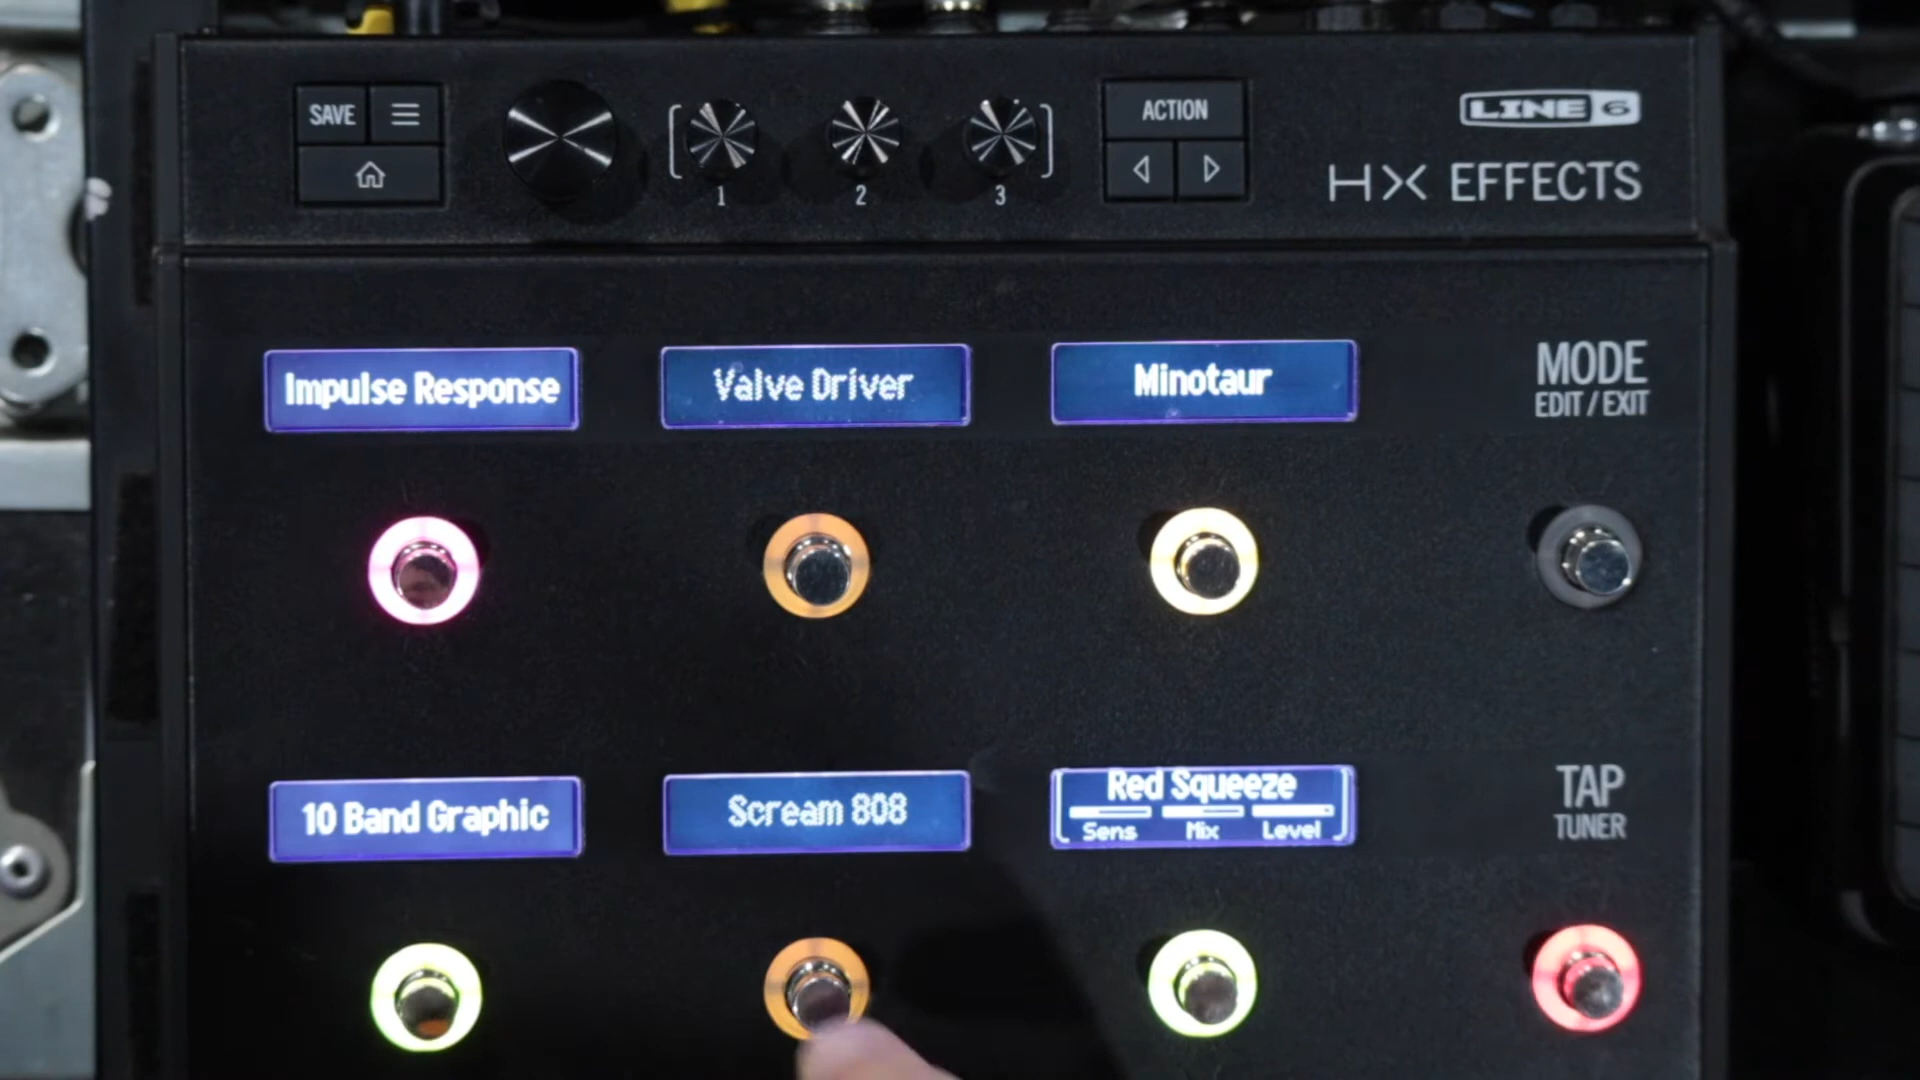 SAVE
ACTION
LINE 6
HX EFFECTS
1
2
3
Impulse Response
Valve Driver
Minotaur
MODE
EDIT / EXIT
10 Band Graphic
Scream 808
Red Squeeze
Sens Mix Level
TAP
TUNER